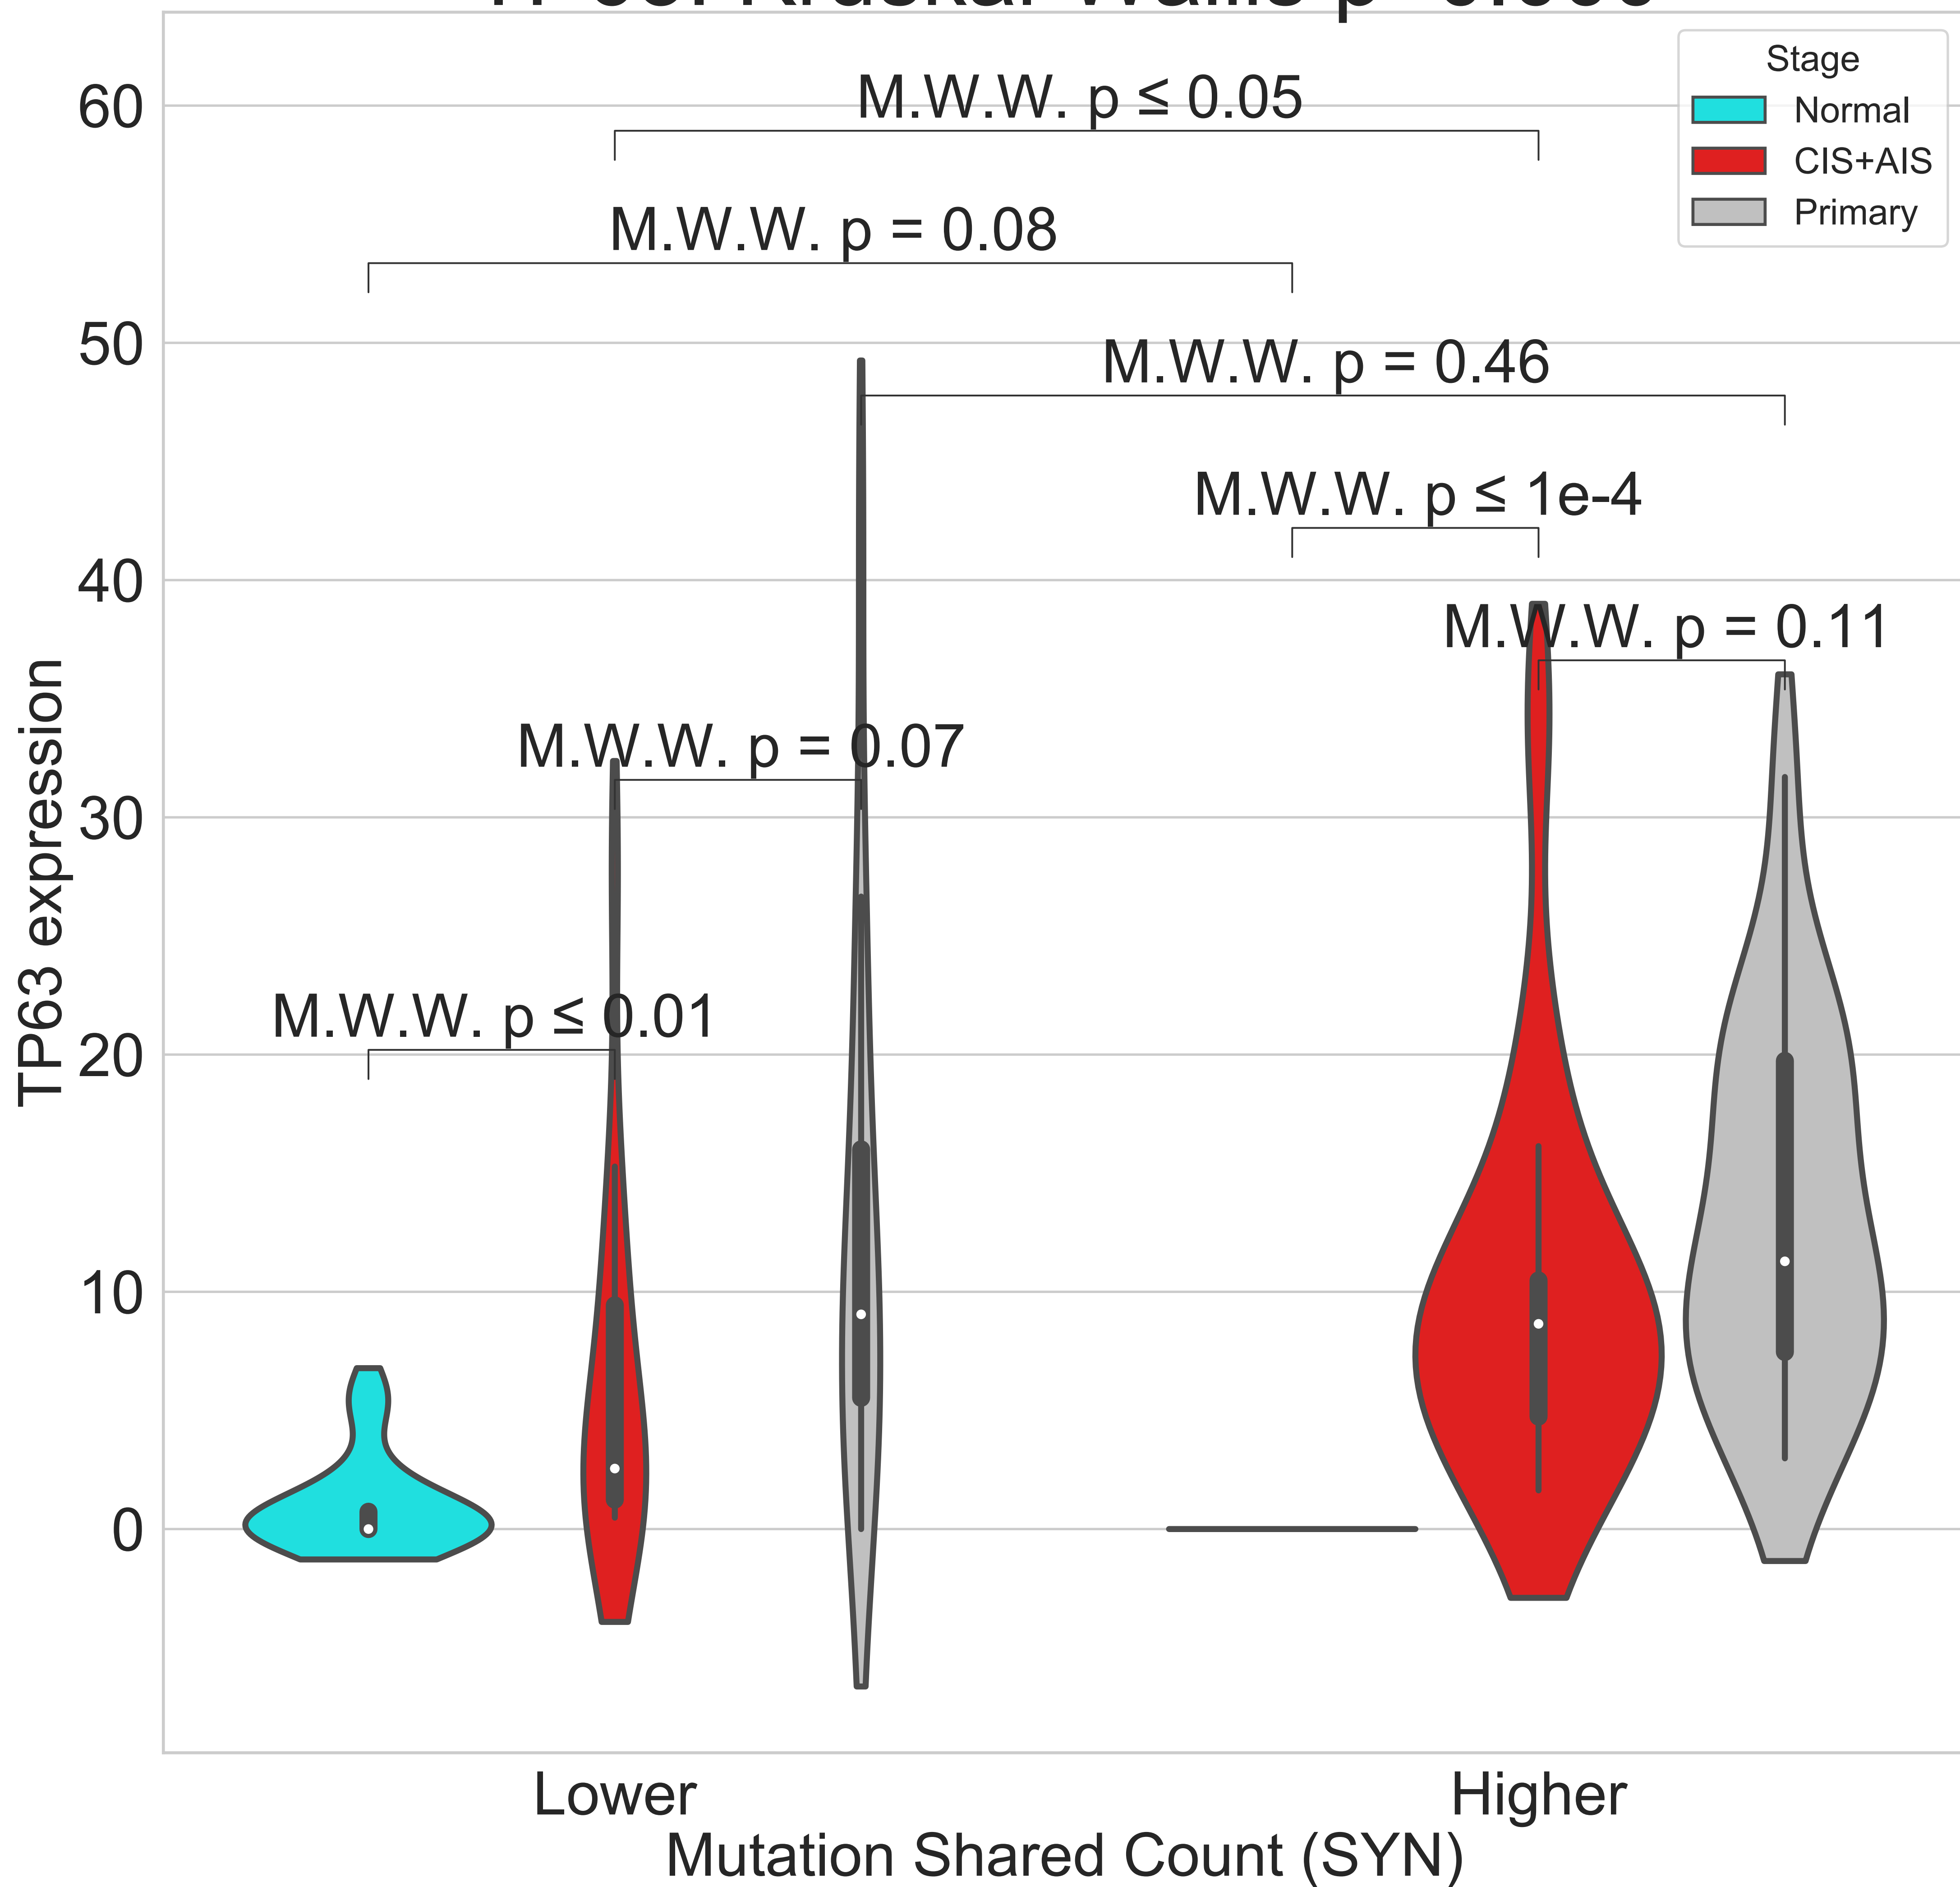 Stage
Normal
CIS+AIS
Primary
M.W.W. p ≤ 0.05
M.W.W. p = 0.08
M.W.W. p = 0.46
M.W.W. p ≤ 1e-4
M.W.W. p = 0.11
M.W.W. p = 0.07
M.W.W. p ≤ 0.01
60
50
40
30
20
10
0
TP63 expression
Lower
Higher
Mutation Shared Count (SYN)